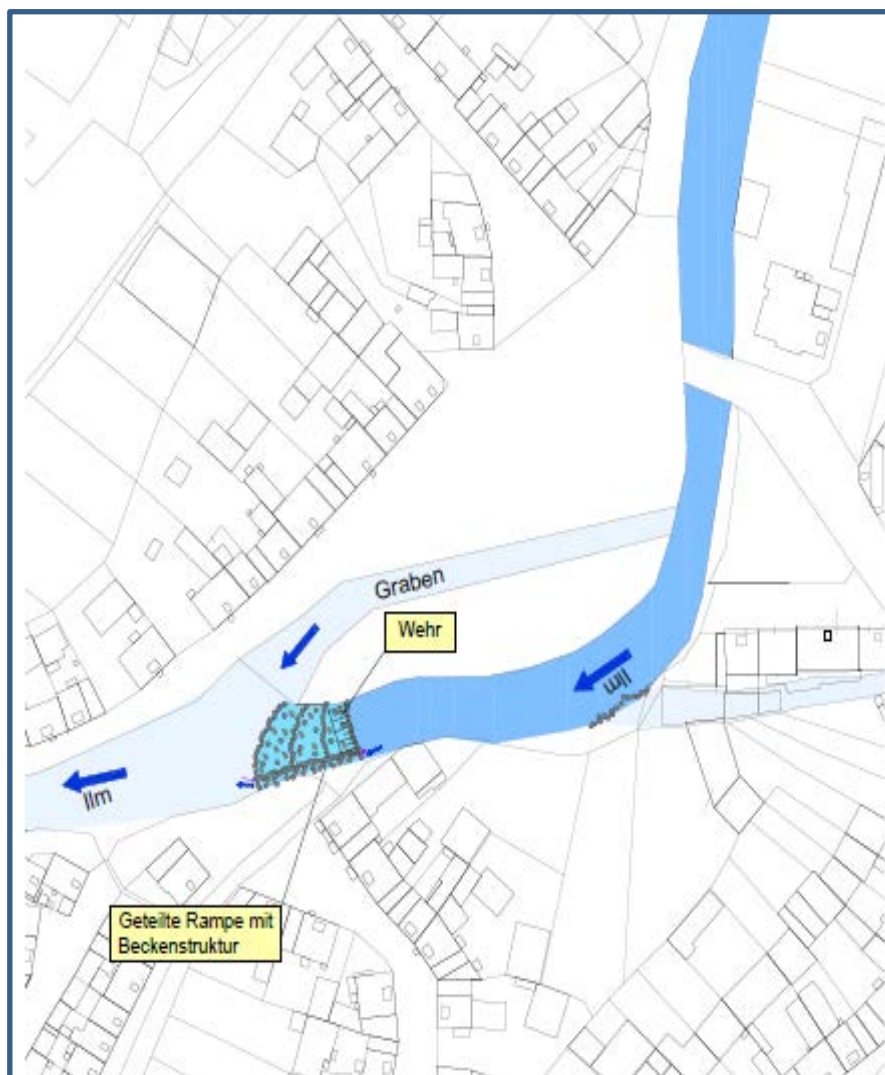 Graben
Wehr
Ilm
Ilm
Geteilte Rampe mit
Beckenstruktur